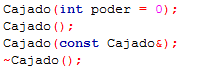 Cajado(int poder = 0);
Cajado();
Cajado(const Cajado&);
~Cajado();